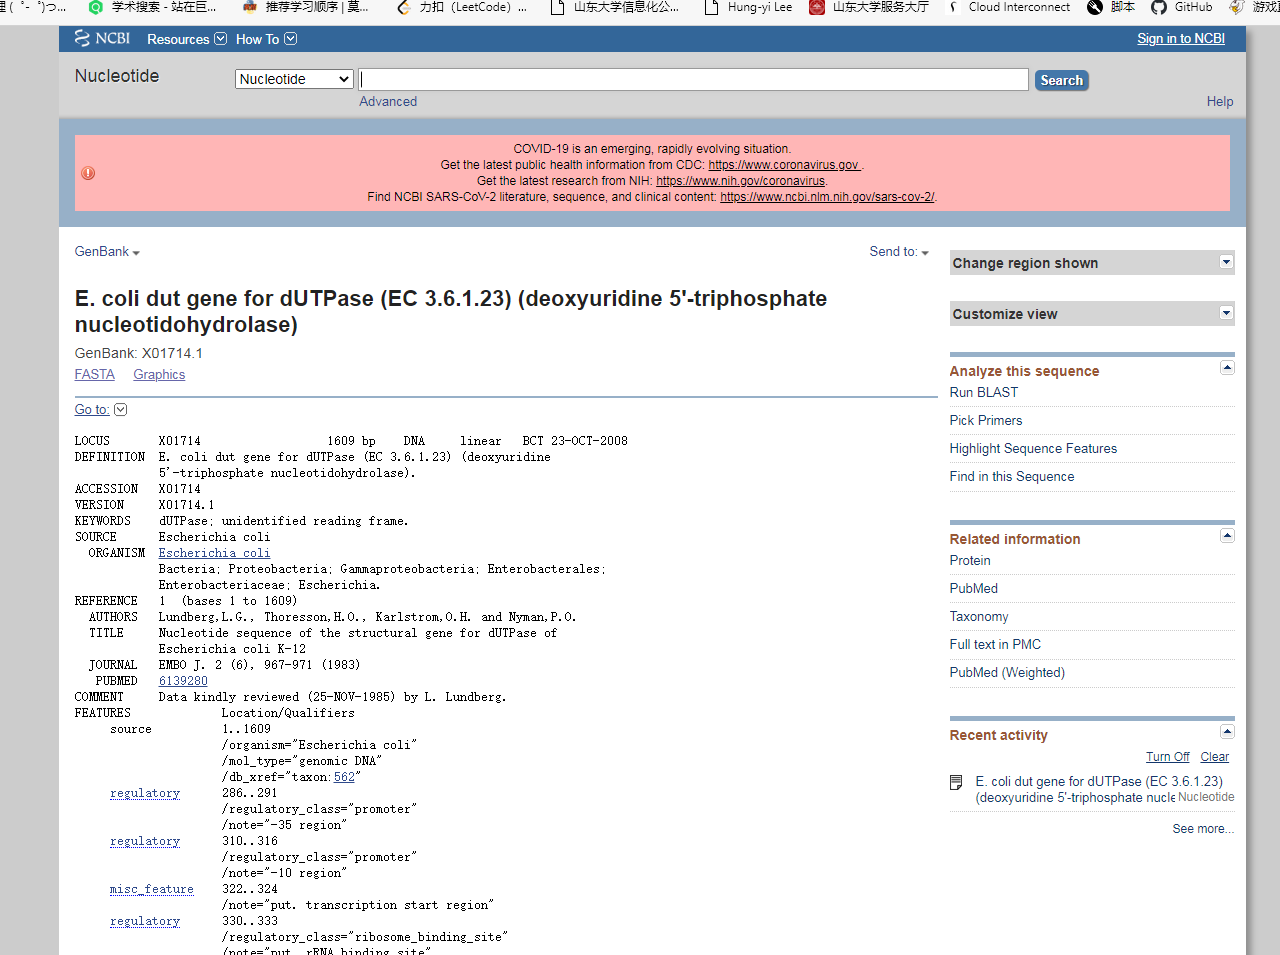 理 (゜-゜)つ...
学术搜索 - 站在巨...
推荐学习顺序 | 莫...
力扣（LeetCode）...
山东大学信息化公...
Hung-yi Lee
山东大学服务大厅
Cloud Interconnect
脚本
GitHub
游戏直
NCBI Resources How To Sign in to NCBI
Nucleotide Nucleotide Search
Advanced Help
COVID-19 is an emerging, rapidly evolving situation.
Get the latest public health information from CDC: https://www.coronavirus.gov .
Get the latest research from NIH: https://www.nih.gov/coronavirus.
Find NCBI SARS-CoV-2 literature, sequence, and clinical content: https://www.ncbi.nlm.nih.gov/sars-cov-2/.
GenBank Send to:
E. coli dut gene for dUTPase (EC 3.6.1.23) (deoxyuridine 5'-triphosphate
nucleotidohydrolase)
GenBank: X01714.1
FASTA Graphics
Go to:
LOCUS X01714 1609 bp DNA linear BCT 23-OCT-2008
DEFINITION E. coli dut gene for dUTPase (EC 3.6.1.23) (deoxyuridine
5'-triphosphate nucleotidohydrolase).
ACCESSION X01714
VERSION X01714.1
KEYWORDS dUTPase; unidentified reading frame.
SOURCE Escherichia coli
ORGANISM Escherichia coli
Bacteria; Proteobacteria; Gammaproteobacteria; Enterobacterales;
Enterobacteriaceae; Escherichia.
REFERENCE 1 (bases 1 to 1609)
AUTHORS Lundberg,L.G., Thoresson,H.O., Karlstrom,O.H. and Nyman,P.O.
TITLE Nucleotide sequence of the structural gene for dUTPase of
Escherichia coli K-12
JOURNAL EMBO J. 2 (6), 967-971 (1983)
PUBMED 6139280
COMMENT Data kindly reviewed (25-NOV-1985) by L. Lundberg.
FEATURES Location/Qualifiers
source 1..1609
/organism="Escherichia coli"
/mol_type="genomic DNA"
/db_xref="taxon:562"
regulatory 286..291
/regulatory_class="promoter"
/note="-35 region"
regulatory 310..316
/regulatory_class="promoter"
/note="-10 region"
misc_feature 322..324
/note="put. transcription start region"
regulatory 330..333
/regulatory_class="ribosome_binding_site"
/note="put. rRNA binding site"
Change region shown
Customize view
Analyze this sequence
Run BLAST
Pick Primers
Highlight Sequence Features
Find in this Sequence
Related information
Protein
PubMed
Taxonomy
Full text in PMC
PubMed (Weighted)
Recent activity
Turn Off Clear
E. coli dut gene for dUTPase (EC 3.6.1.23)
(deoxyuridine 5'-triphosphate nucle Nucleotide
See more...